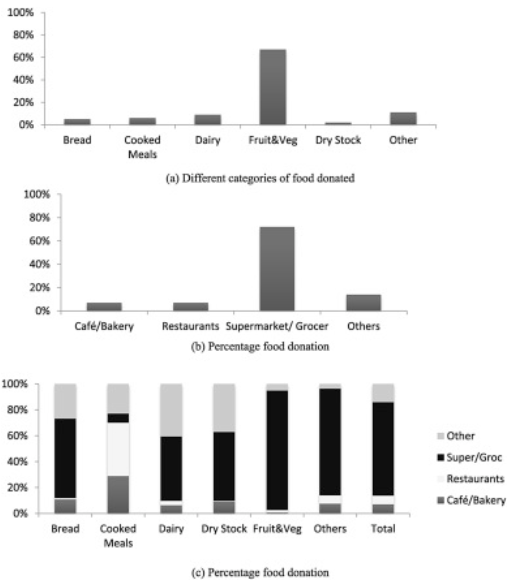 100%
80%
60%
40%
20%
0%
Bread Cooked Meals Dairy Fruit&Veg Dry Stock Other
(a) Different categories of food donated
100%
80%
60%
40%
20%
0%
Café/Bakery Restaurants Supermarket/ Grocer Others
(b) Percentage food donation
100%
80%
60%
40%
20%
0%
Other
Super/Groc
Restaurants
Café/Bakery
Bread Cooked Meals Dairy Dry Stock Fruit&Veg Others Total
(c) Percentage food donation